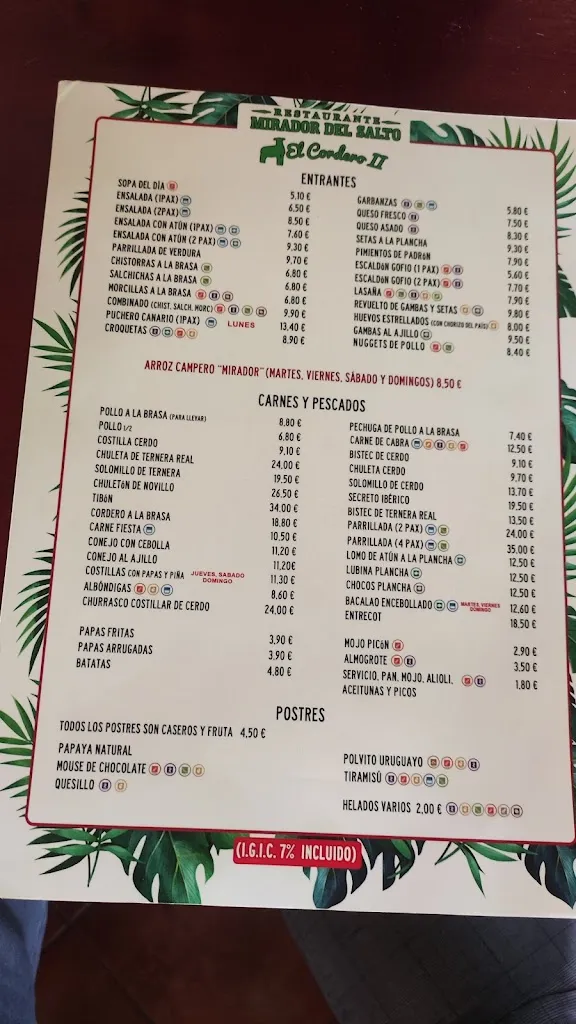 RESTAURANTE
MIRADOR DEL SALTO
El Cordero II
ENTRANTES
SOPA DEL DÍA 5,10 €
ENSALADA (1PAX) 6,50 €
ENSALADA (2PAX) 8,50 €
ENSALADA CON ATÚN (1PAX) 7,60 €
ENSALADA CON ATÚN (2 PAX) 9,30 €
PARRILLADA DE VERDURA 9,70 €
CHISTORRAS A LA BRASA 6,80 €
SALCHICHAS A LA BRASA 6,80 €
MORCILLAS A LA BRASA 6,80 €
COMBINADO (CHIST, SALCH, MORC) 9,90 €
PUCHERO CANARIO (1PAX) LUNES 13,40 €
CROQUETAS 8,90 €
GARBANZAS 5,80 €
QUESO FRESCO 7,50 €
QUESO ASADO 8,30 €
SETAS A LA PLANCHA 9,30 €
PIMIENTOS DE PADRóN 7,90 €
ESCALDóN GOFIO (1 PAX) 5,60 €
ESCALDóN GOFIO (2 PAX) 7,70 €
LASAÑA 7,90 €
REVUELTO DE GAMBAS Y SETAS 9,80 €
HUEVOS ESTRELLADOS (CON CHORIZO DEL PAÍS) 8,00 €
GAMBAS AL AJILLO 9,50 €
NUGGETS DE POLLO 8,40 €
ARROZ CAMPERO "MIRADOR" (MARTES, VIERNES, SÁBADO Y DOMINGOS) 8,50 €
CARNES Y PESCADOS
POLLO A LA BRASA (PARA LLEVAR) 8,80 €
POLLO 1/2 6,80 €
COSTILLA CERDO 9,10 €
CHULETA DE TERNERA REAL 24,00 €
SOLOMILLO DE TERNERA 19,50 €
CHULETóN DE NOVILLO 26,50 €
TIBóN 34,00 €
CORDERO A LA BRASA 18,80 €
CARNE FIESTA 10,50 €
CONEJO CON CEBOLLA 11,20 €
CONEJO AL AJILLO 11,20€
COSTILLAS CON PAPAS Y PIÑA JUEVES, SABADO DOMINGO 11,30 €
ALBÓNDIGAS 8,60 €
CHURRASCO COSTILLAR DE CERDO 24,00 €
PAPAS FRITAS 3,90 €
PAPAS ARRUGADAS 3,90 €
BATATAS 4,80 €
PECHUGA DE POLLO A LA BRASA 7,40 €
CARNE DE CABRA 12,50 €
BISTEC DE CERDO 9,10 €
CHULETA CERDO 9,70 €
SOLOMILLO DE CERDO 13,70 €
SECRETO IBÉRICO 19,50 €
BISTEC DE TERNERA REAL 13,50 €
PARRILLADA (2 PAX) 24,00 €
PARRILLADA (4 PAX) 35,00 €
LOMO DE ATÚN A LA PLANCHA 12,50 €
LUBINA PLANCHA 12,50 €
CHOCOS PLANCHA 12,50 €
BACALAO ENCEBOLLADO MARTES, VIERNES DOMINGO 12,60 €
ENTRECOT 18,50 €
MOJO PICóN 2,90 €
ALMOGROTE 3,50 €
SERVICIO, PAN, MOJO, ALIOLI, 1,80 €
ACEITUNAS Y PICOS
POSTRES
TODOS LOS POSTRES SON CASEROS Y FRUTA 4,50 €
PAPAYA NATURAL
MOUSE DE CHOCOLATE
QUESILLO
POLVITO URUGUAYO
TIRAMISÚ
HELADOS VARIOS 2,00 €
(I.G.I.C. 7% INCLUIDO)